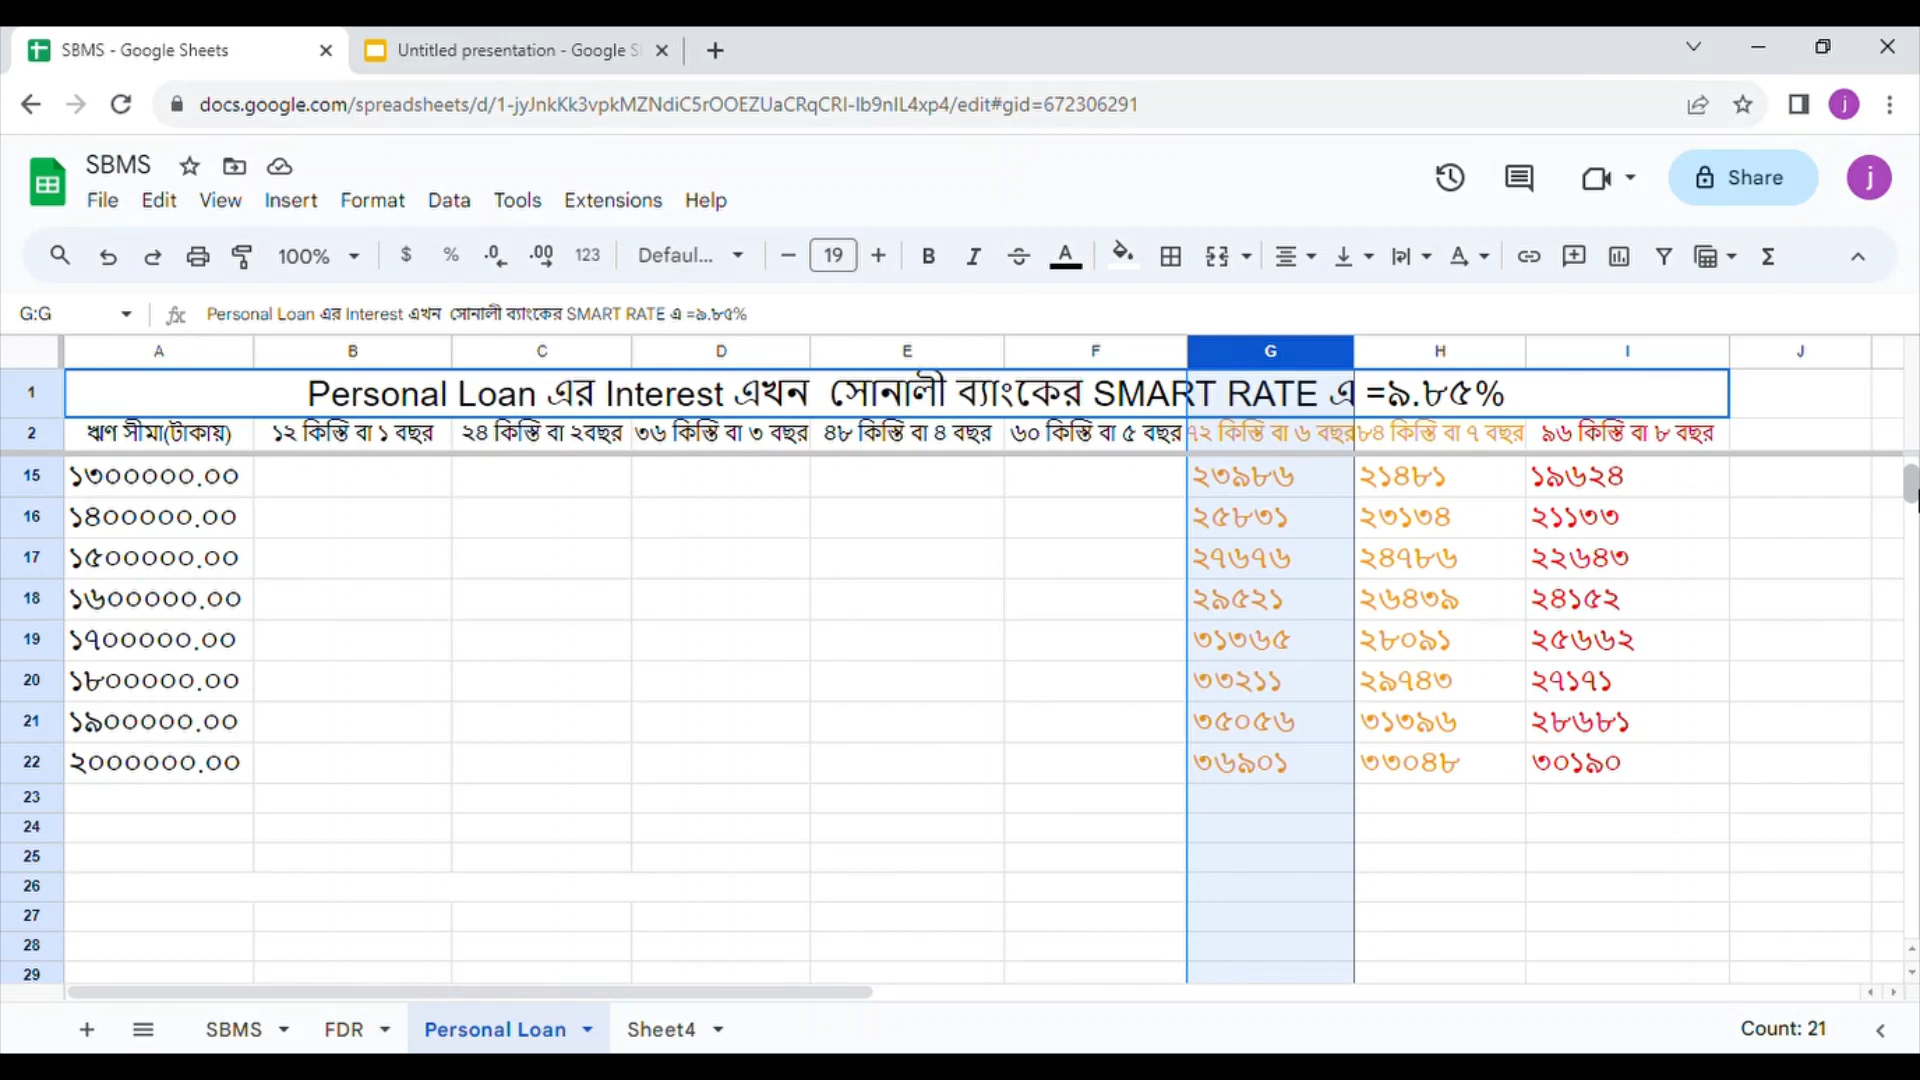 SBMS - Google Sheets
Untitled presentation - Google S
docs.google.com/spreadsheets/d/1-jyJnkKk3vpkMZNdiC5rOOEZUaCRqCRI-Ib9nIL4xp4/edit#gid=672306291
j
SBMS
Share
j
File Edit View Insert Format Data Tools Extensions Help
100% $ % .0 .00 123 Defaul... 19 B I A
G:G
fx Personal Loan এর Interest এখন সোনালী ব্যাংকের SMART RATE এ =৯.৮৫%
A B C D E F G H I J
1 Personal Loan এর Interest এখন সোনালী ব্যাংকের SMART RATE এ =৯.৮৫%
2 ঋণ সীমা(টাকায়) ১২ কিস্তি বা ১ বছর ২৪ কিস্তি বা ২বছর ৩৬ কিস্তি বা ৩ বছর ৪৮ কিস্তি বা ৪ বছর ৬০ কিস্তি বা ৫ বছর ৭২ কিস্তি বা ৬ বছর ৮৪ কিস্তি বা ৭ বছর ৯৬ কিস্তি বা ৮ বছর
15 ১৩০০০০০.০০ ২৩৯৮৬ ২১৪৮১ ১৯৬২৪
16 ১৪০০০০০.০০ ২৫৮৩১ ২৩১৩৪ ২১১৩৩
17 ১৫০০০০০.০০ ২৭৬৭৬ ২৪৭৮৬ ২২৬৪৩
18 ১৬০০০০০.০০ ২৯৫২১ ২৬৪৩৯ ২৪১৫২
19 ১৭০০০০০.০০ ৩১৩৬৫ ২৮০৯১ ২৫৬৬২
20 ১৮০০০০০.০০ ৩৩২১১ ২৯৭৪৩ ২৭১৭১
21 ১৯০০০০০.০০ ৩৫০৫৬ ৩১৩৯৬ ২৮৬৮১
22 ২০০০০০০.০০ ৩৬৯০১ ৩৩০৪৮ ৩০১৯০
23
24
25
26
27
28
29
SBMS FDR Personal Loan Sheet4 Count: 21